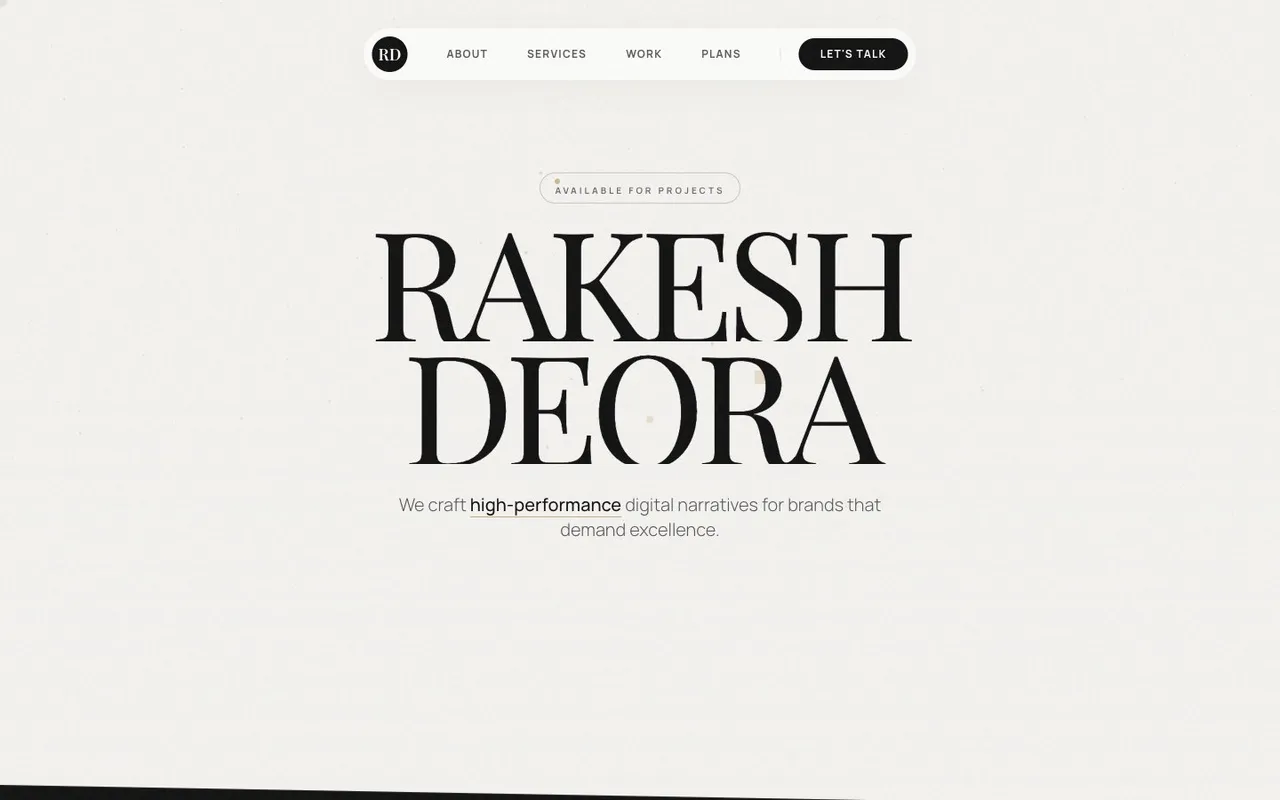 RD
ABOUT
SERVICES
WORK
PLANS
LET'S TALK
AVAILABLE FOR PROJECTS
RAKESH
DEORA
We craft high-performance digital narratives for brands that
demand excellence.